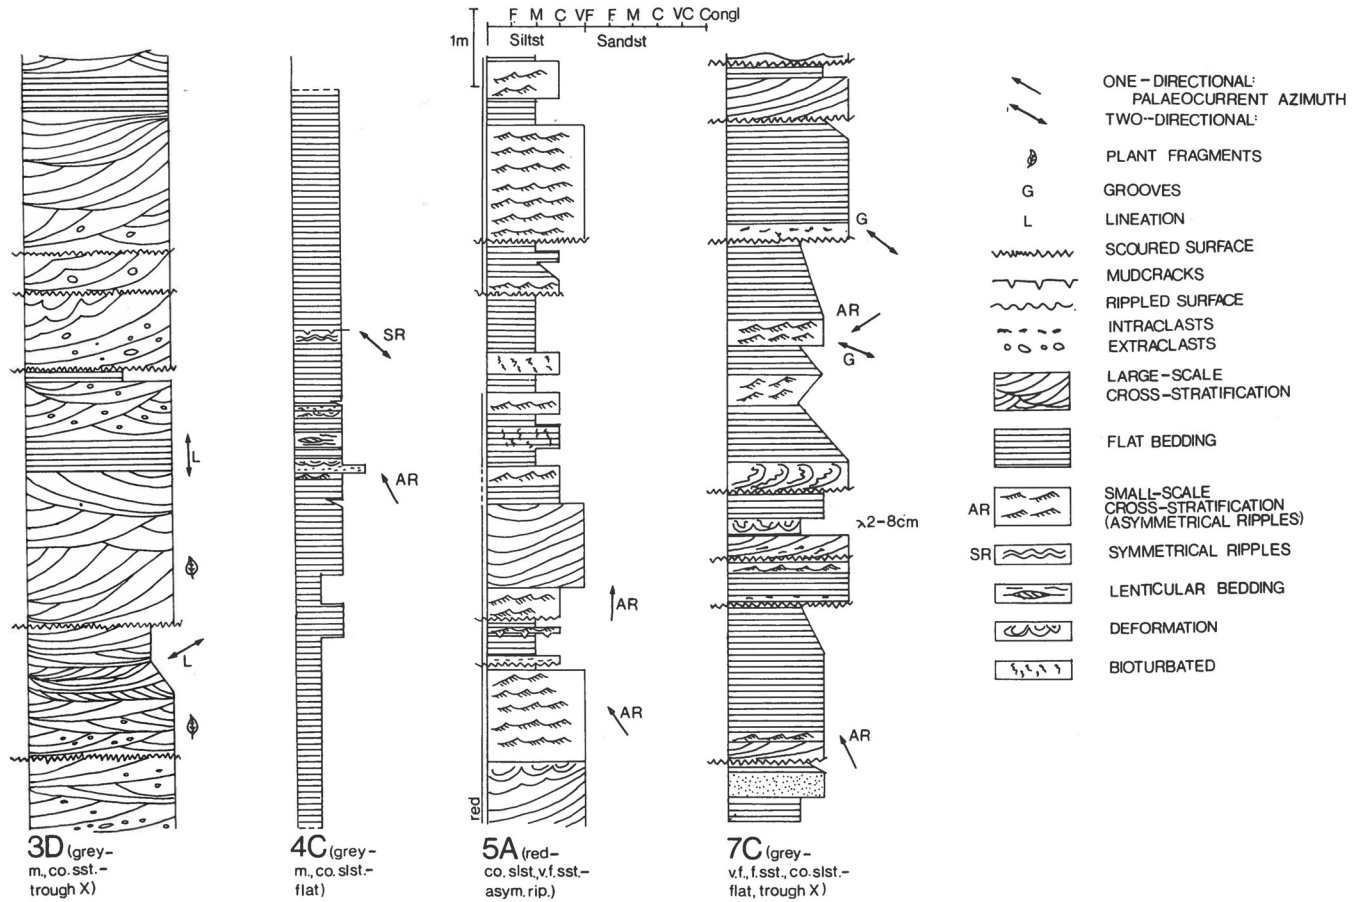 F M C VF F M C VC Congl
1m
Siltst Sandst
G
SR
AR
AR
G
L
AR
λ2-8cm
AR
L
AR
AR
red
3D (grey-
m., co. sst.-
trough X)
4C (grey-
m., co. slst.-
flat)
5A (red-
co. slst, v.f. sst.-
asym. rip.)
7C (grey-
v.f., f. sst., co. slst-
flat, trough X)
ONE-DIRECTIONAL:
PALAEOCURRENT AZIMUTH
TWO-DIRECTIONAL:
PLANT FRAGMENTS
G GROOVES
L LINEATION
SCOURED SURFACE
MUDCRACKS
RIPPLED SURFACE
INTRACLASTS
EXTRACLASTS
LARGE-SCALE
CROSS-STRATIFICATION
FLAT BEDDING
SMALL-SCALE
AR CROSS-STRATIFICATION
(ASYMMETRICAL RIPPLES)
SR SYMMETRICAL RIPPLES
LENTICULAR BEDDING
DEFORMATION
BIOTURBATED